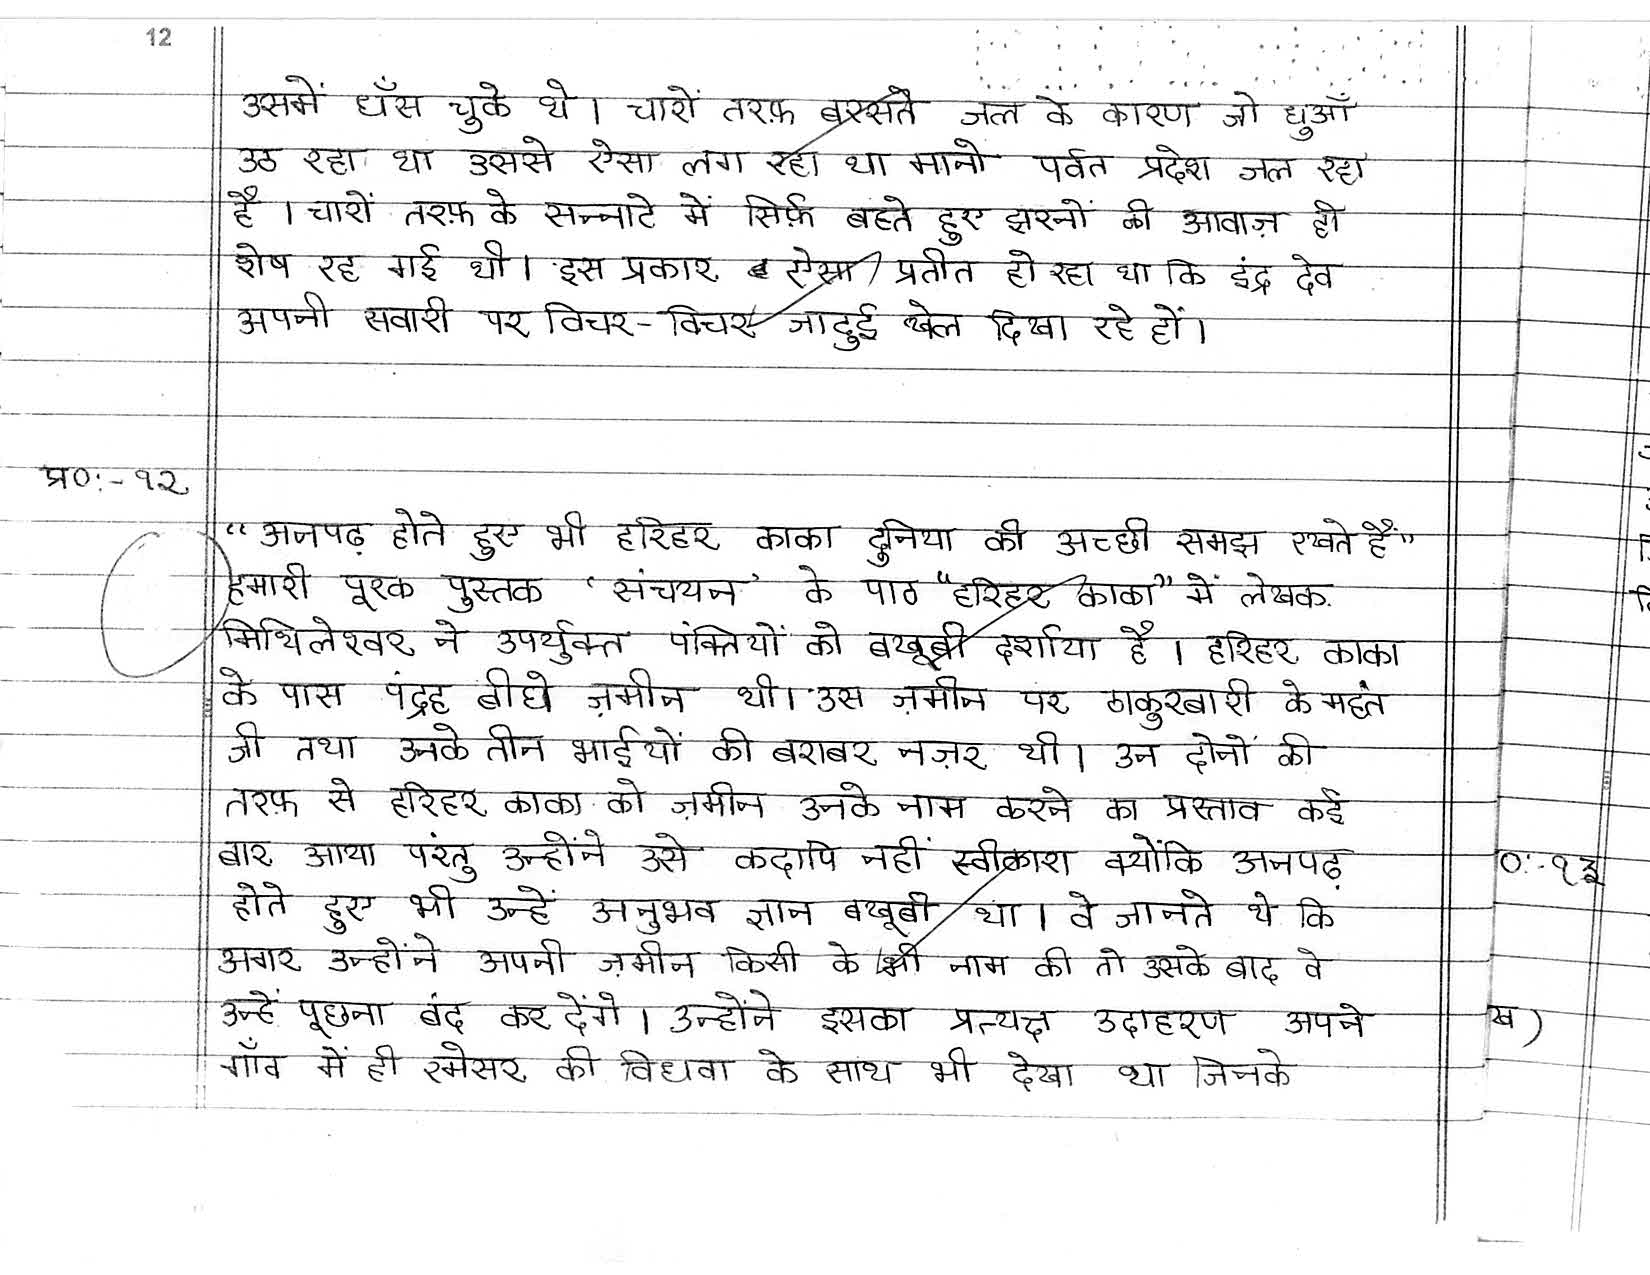 12
उसमें धँस चुके थे। चारों तरफ़ बरसते जल के कारण जो धुआँ
उठ रहा था उससे ऐसा लग रहा था मानो पर्वत प्रदेश जल रहा
है। चारों तरफ़ के सन्नाटे में सिर्फ़ बहते हुए झरनों की आवाज़ ही
शेष रह गई थी। इस प्रकार ऐसा प्रतीत हो रहा था कि इंद्र देव
अपनी सवारी पर विचर-विचर जादुई खेल दिखा रहे हों।
प्र०:-१२
“अनपढ़ होते हुए भी हरिहर काका दुनिया की अच्छी समझ रखते हैं”
हमारी पूरक पुस्तक ‘संचयन’ के पाठ “हरिहर काका” में लेखक
मिथिलेश्वर ने उपर्युक्त पंक्तियों को बखूबी दर्शाया है। हरिहर काका
के पास पंद्रह बीघे ज़मीन थी। उस ज़मीन पर ठाकुरबारी के महंत
जी तथा उनके तीन भाईयों की बराबर नज़र थी। उन दोनों की
तरफ़ से हरिहर काका को ज़मीन उनके नाम करने का प्रस्ताव कई
बार आया परंतु उन्होंने उसे कदापि नहीं स्वीकारा क्योंकि अनपढ़
होते हुए भी उन्हें अनुभव ज्ञान बखूबी था। वे जानते थे कि
अगर उन्होंने अपनी ज़मीन किसी के भी नाम की तो उसके बाद वे
उन्हें पूछना बंद कर देंगे। उन्होंने इसका प्रत्यक्ष उदाहरण अपने
गाँव में ही रमेसर की विधवा के साथ भी देखा था जिनके
०:-१३
ख)